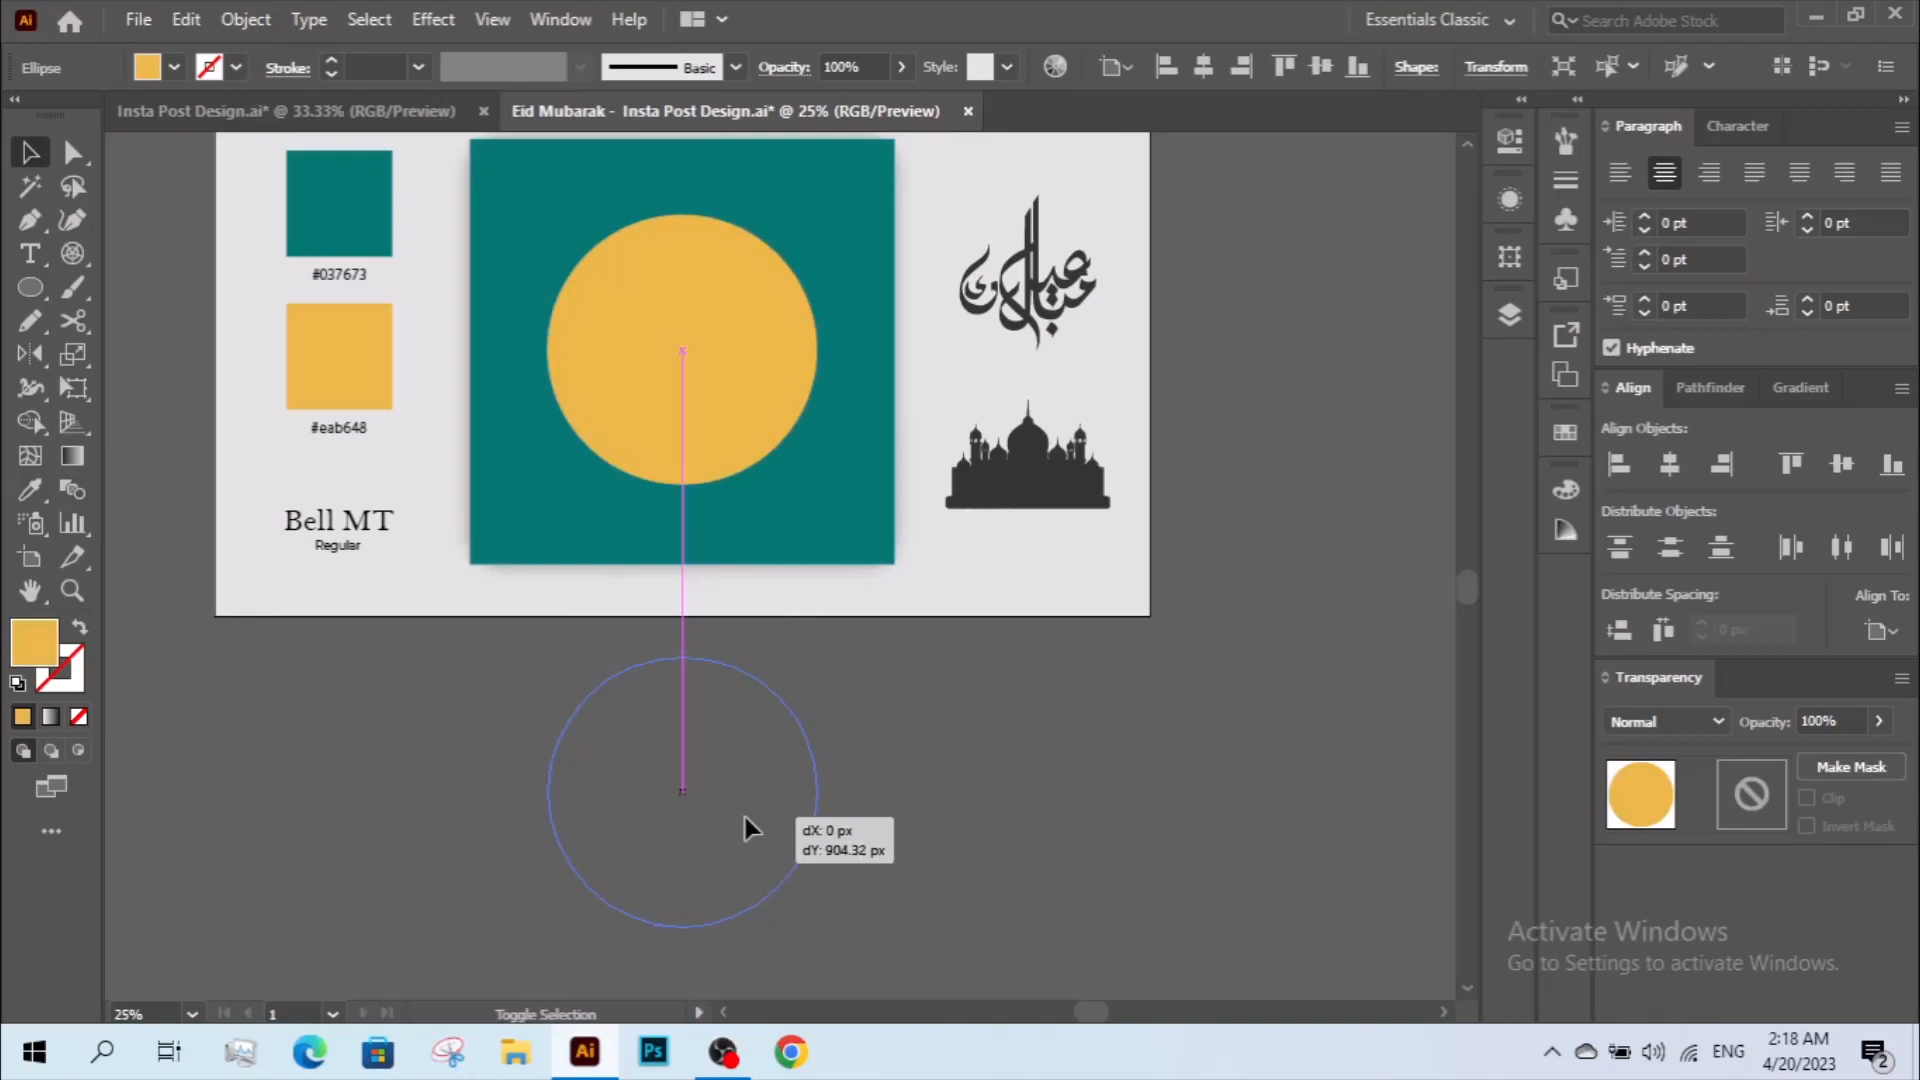 Ai File Edit Object Type Select Effect View Window Help Essentials Classic Search Adobe Stock
Ellipse Stroke: Basic Opacity: 100% Style: Shape: Transform
Insta Post Design.ai* @ 33.33% (RGB/Preview) Eid Mubarak - Insta Post Design.ai* @ 25% (RGB/Preview)
Paragraph Character
0 pt 0 pt
0 pt
0 pt 0 pt
Hyphenate
Align Pathfinder Gradient
Align Objects:
Distribute Objects:
Distribute Spacing: Align To:
0 px
Transparency
Normal Opacity: 100%
Make Mask
Clip
Invert Mask
#037673
#eab648
Bell MT
Regular
عيد مبارك
dX: 0 px
dY: 904.32 px
Activate Windows
Go to Settings to activate Windows.
25% 1 Toggle Selection
Ai Ps ENG 2:18 AM
4/20/2023
2